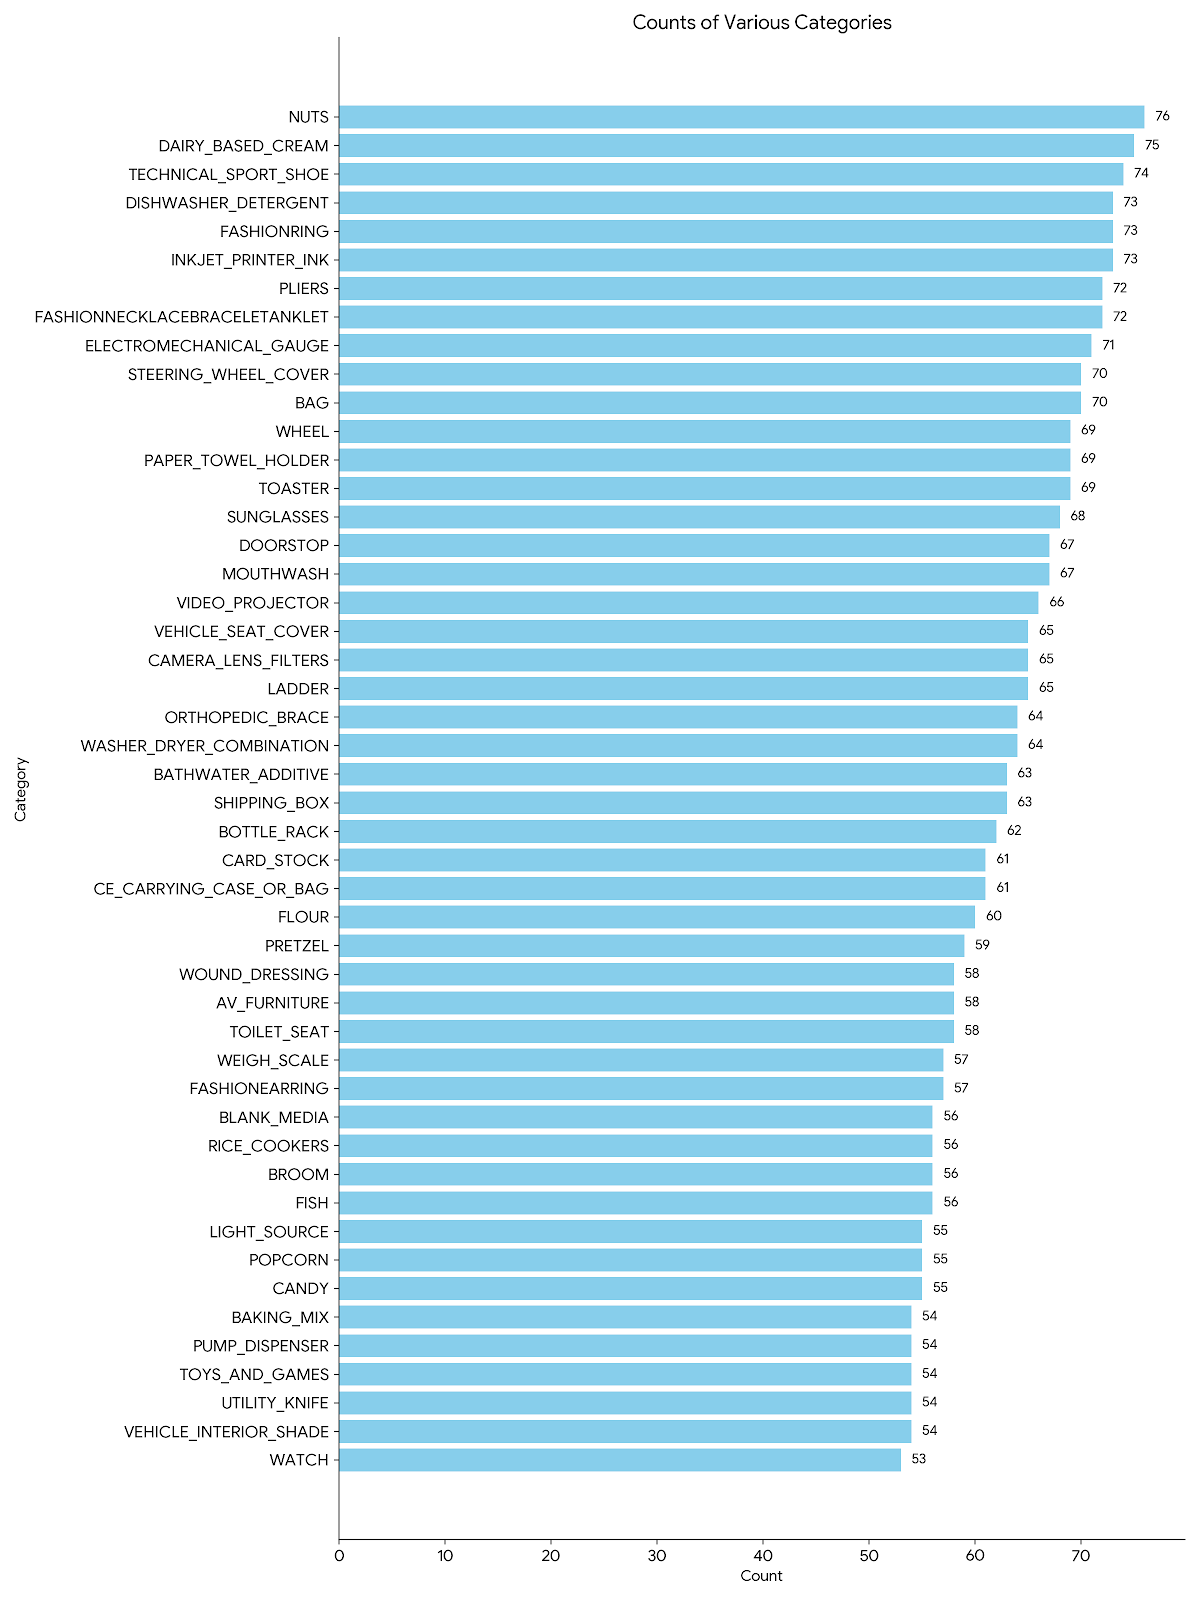 Counts of Various Categories
NUTS 76
DAIRY_BASED_CREAM 75
TECHNICAL_SPORT_SHOE 74
DISHWASHER_DETERGENT 73
FASHIONRING 73
INKJET_PRINTER_INK 73
PLIERS 72
FASHIONNECKLACEBRACELETANKLET 72
ELECTROMECHANICAL_GAUGE 71
STEERING_WHEEL_COVER 70
BAG 70
WHEEL 69
PAPER_TOWEL_HOLDER 69
TOASTER 69
SUNGLASSES 68
DOORSTOP 67
MOUTHWASH 67
VIDEO_PROJECTOR 66
VEHICLE_SEAT_COVER 65
CAMERA_LENS_FILTERS 65
LADDER 65
ORTHOPEDIC_BRACE 64
WASHER_DRYER_COMBINATION 64
BATHWATER_ADDITIVE 63
SHIPPING_BOX 63
BOTTLE_RACK 62
CARD_STOCK 61
CE_CARRYING_CASE_OR_BAG 61
FLOUR 60
PRETZEL 59
WOUND_DRESSING 58
AV_FURNITURE 58
TOILET_SEAT 58
WEIGH_SCALE 57
FASHIONEARRING 57
BLANK_MEDIA 56
RICE_COOKERS 56
BROOM 56
FISH 56
LIGHT_SOURCE 55
POPCORN 55
CANDY 55
BAKING_MIX 54
PUMP_DISPENSER 54
TOYS_AND_GAMES 54
UTILITY_KNIFE 54
VEHICLE_INTERIOR_SHADE 54
WATCH 53
Category
0 10 20 30 40 50 60 70
Count